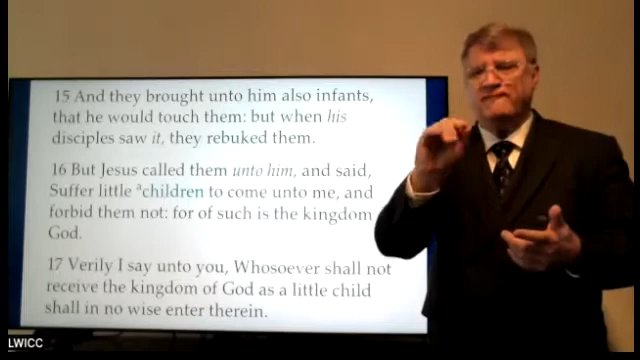 15 And they brought unto him also infants,
that he would touch them: but when his
disciples saw it, they rebuked them.
16 But Jesus called them unto him, and said,
Suffer little ᵃchildren to come unto me, and
forbid them not: for of such is the kingdom
God.
17 Verily I say unto you, Whosoever shall not
receive the kingdom of God as a little child
shall in no wise enter therein.
LWICC